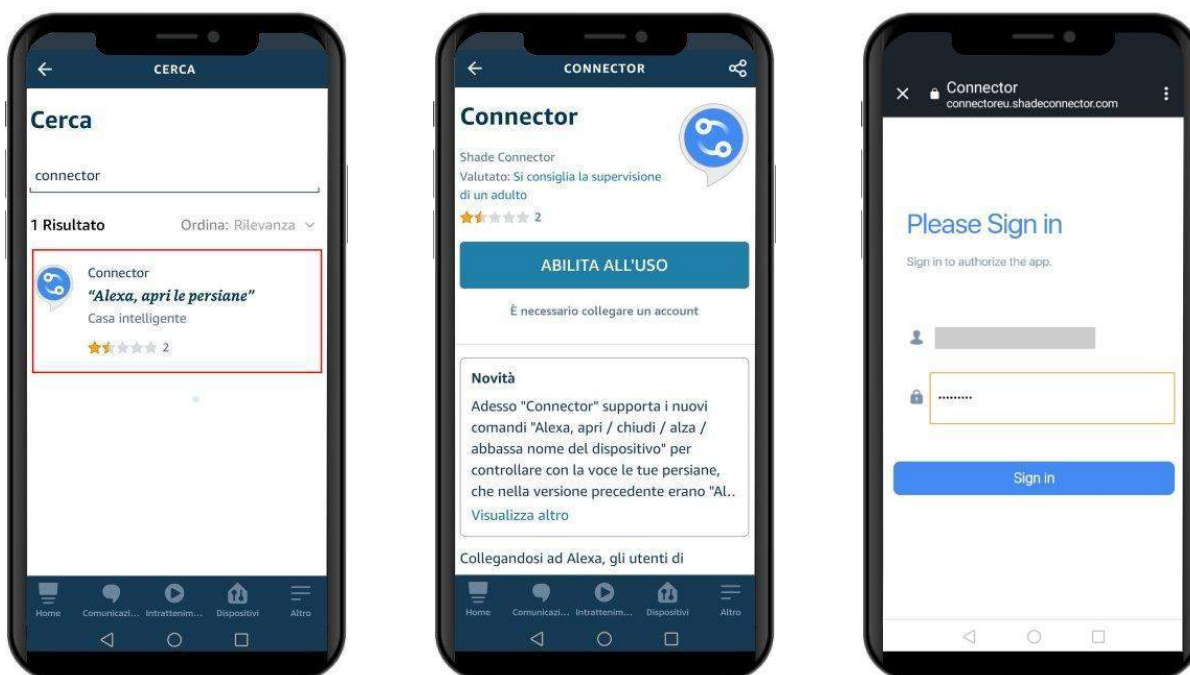 CERCA
Cerca
connector
1 Risultato Ordina: Rilevanza
Connector
“Alexa, apri le persiane”
Casa intelligente
2
Home Comunicazi... Intrattenim... Dispositivi Altro
CONNECTOR
Connector
Shade Connector
Valutato: Si consiglia la supervisione
di un adulto
2
ABILITA ALL'USO
È necessario collegare un account
Novità
Adesso "Connector" supporta i nuovi
comandi "Alexa, apri / chiudi / alza /
abbassa nome del dispositivo" per
controllare con la voce le tue persiane,
che nella versione precedente erano "Al..
Visualizza altro
Collegandosi ad Alexa, gli utenti di
Home Comunicazi... Intrattenim... Dispositivi Altro
Connector
connectoreu.shadeconnector.com
Please Sign in
Sign in to authorize the app.
Sign in